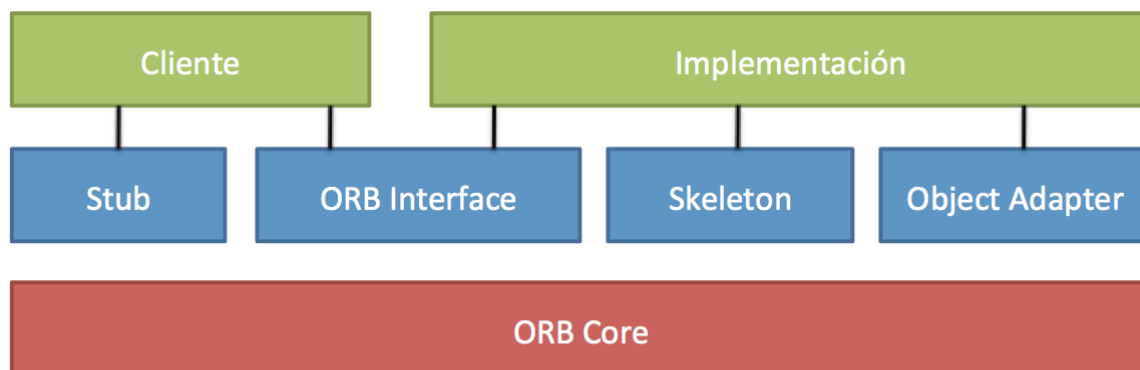 Cliente
Implementación
Stub
ORB Interface
Skeleton
Object Adapter
ORB Core